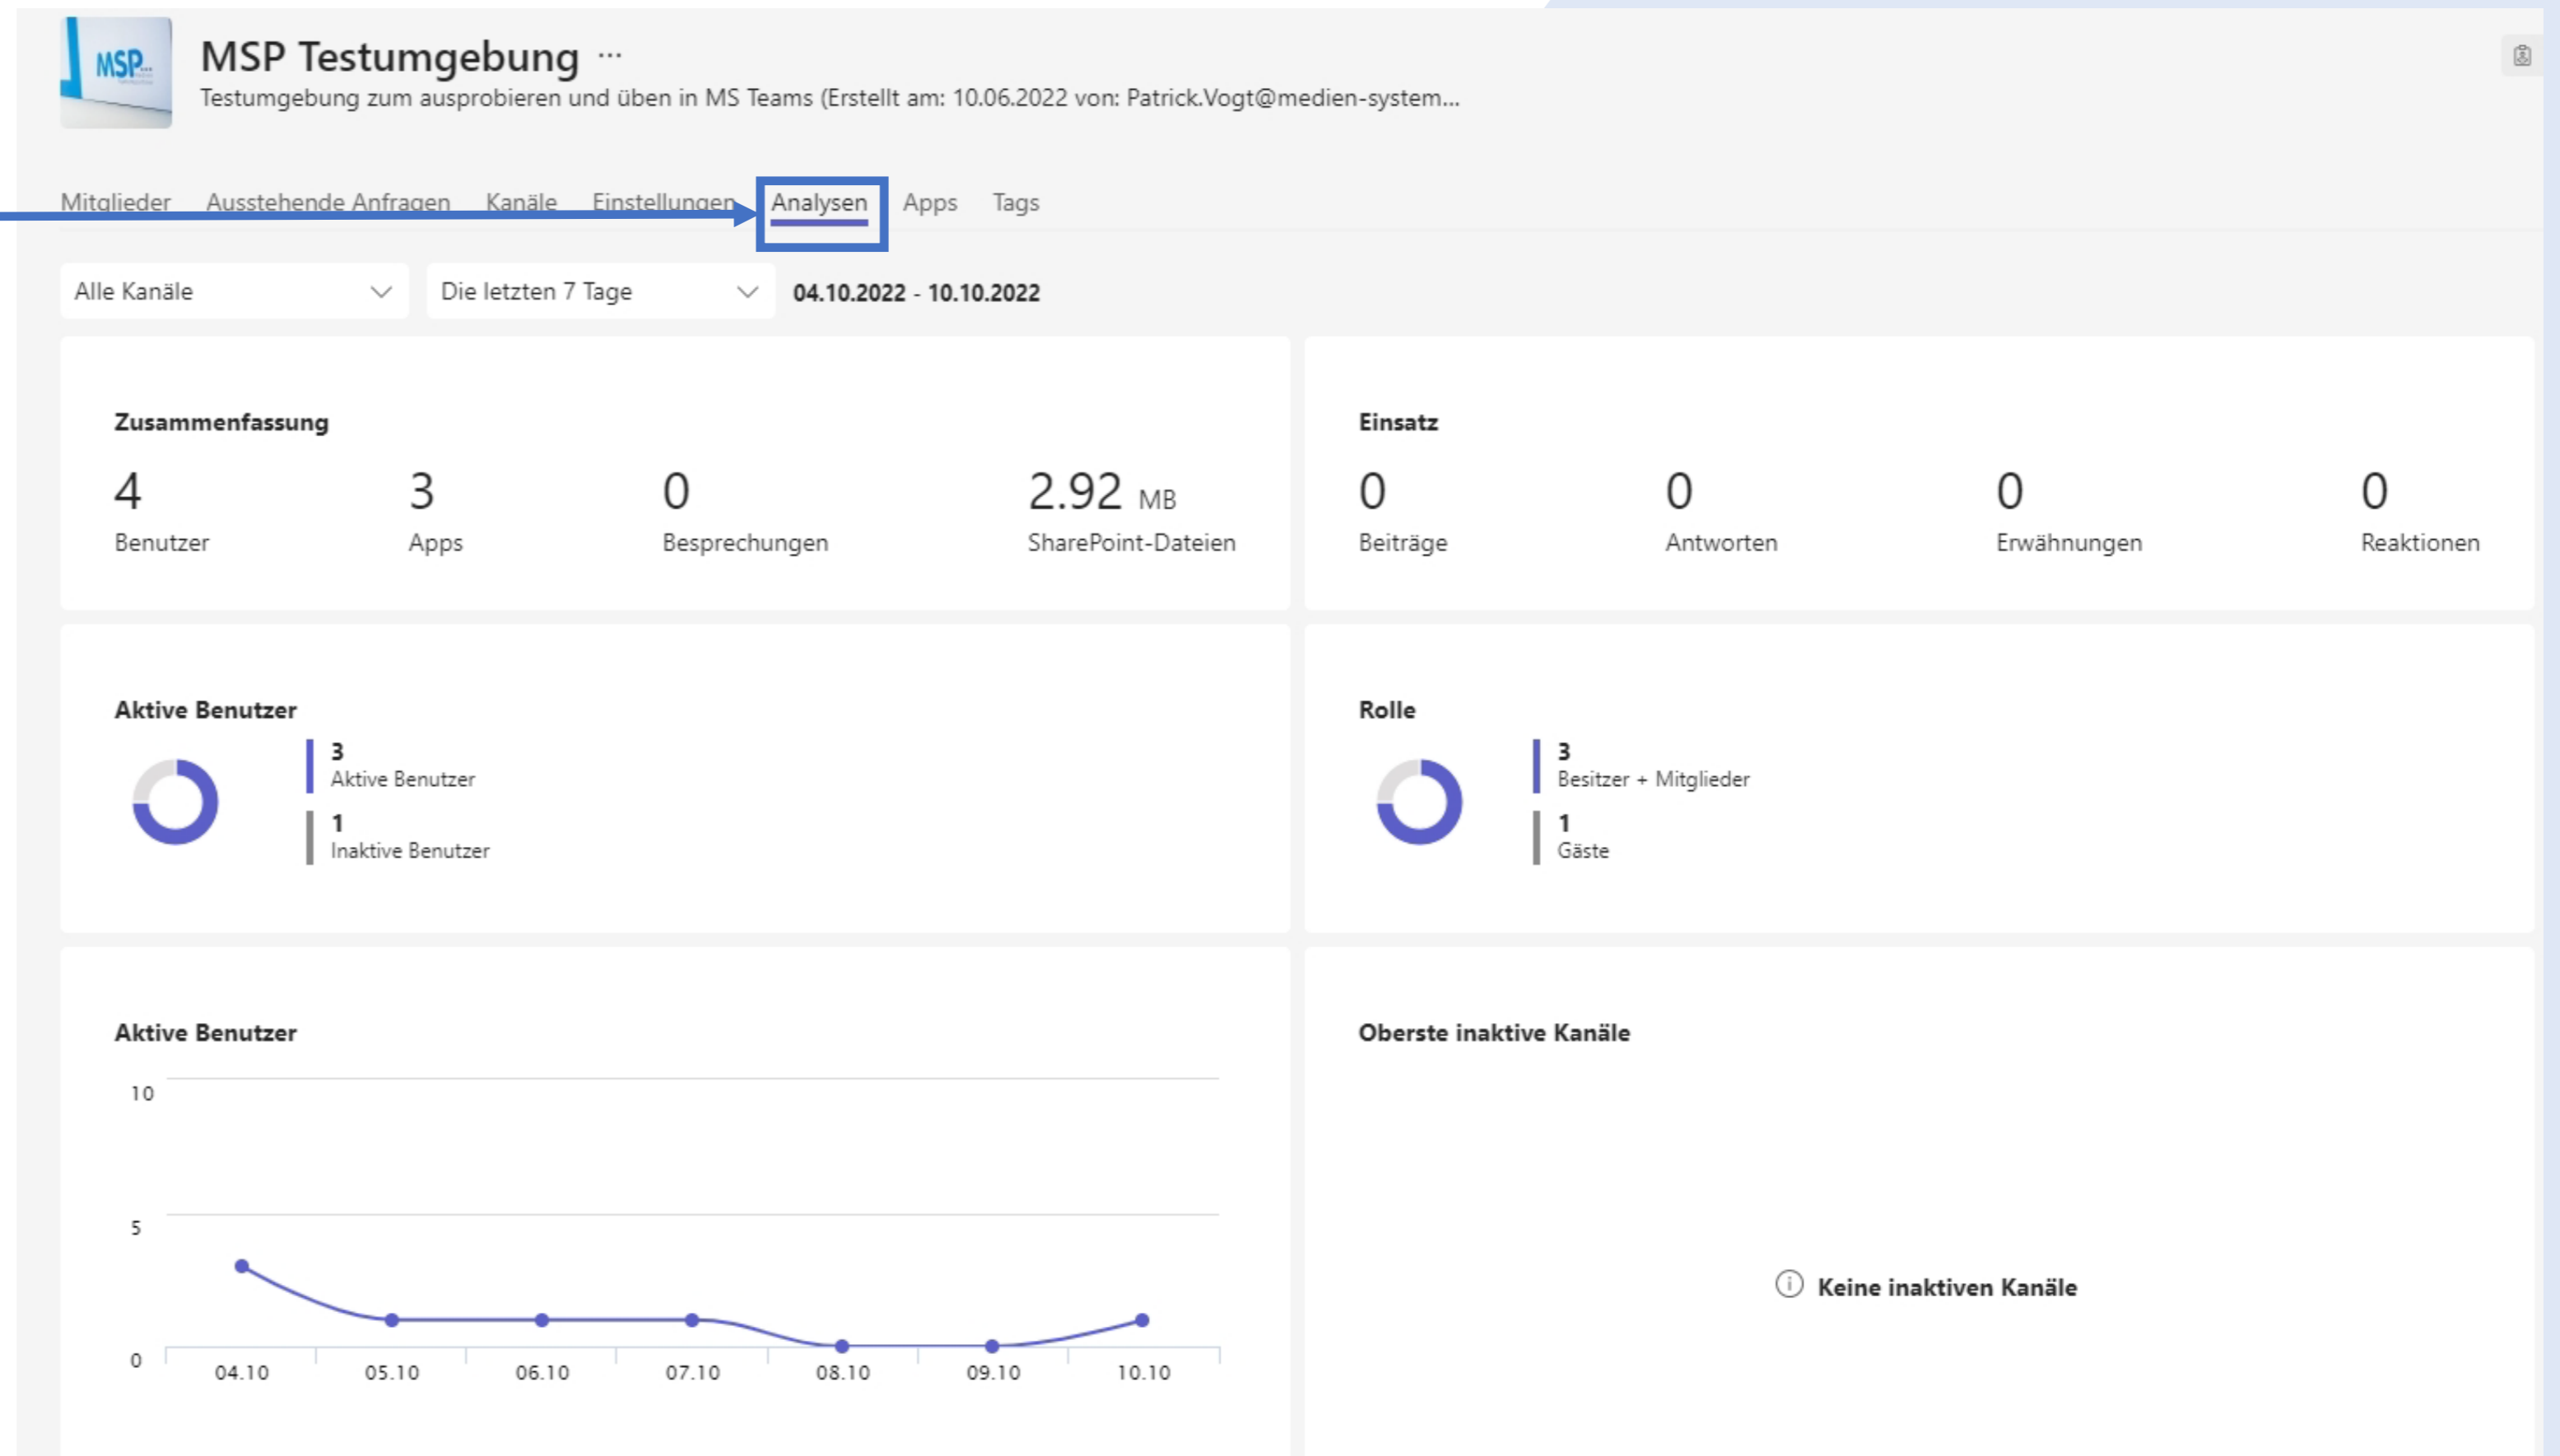 MSP
MSP Testumgebung ...
Testumgebung zum ausprobieren und üben in MS Teams (Erstellt am: 10.06.2022 von: Patrick.Vogt@medien-system...
Mitglieder Ausstehende Anfragen Kanäle Einstellungen Analysen Apps Tags
Alle Kanäle Die letzten 7 Tage 04.10.2022 - 10.10.2022
Zusammenfassung
4 3 0 2.92 MB
Benutzer Apps Besprechungen SharePoint-Dateien
Einsatz
0 0 0 0
Beiträge Antworten Erwähnungen Reaktionen
Aktive Benutzer
3
Aktive Benutzer
1
Inaktive Benutzer
Rolle
3
Besitzer + Mitglieder
1
Gäste
Aktive Benutzer
10
5
0
04.10 05.10 06.10 07.10 08.10 09.10 10.10
Oberste inaktive Kanäle
Keine inaktiven Kanäle